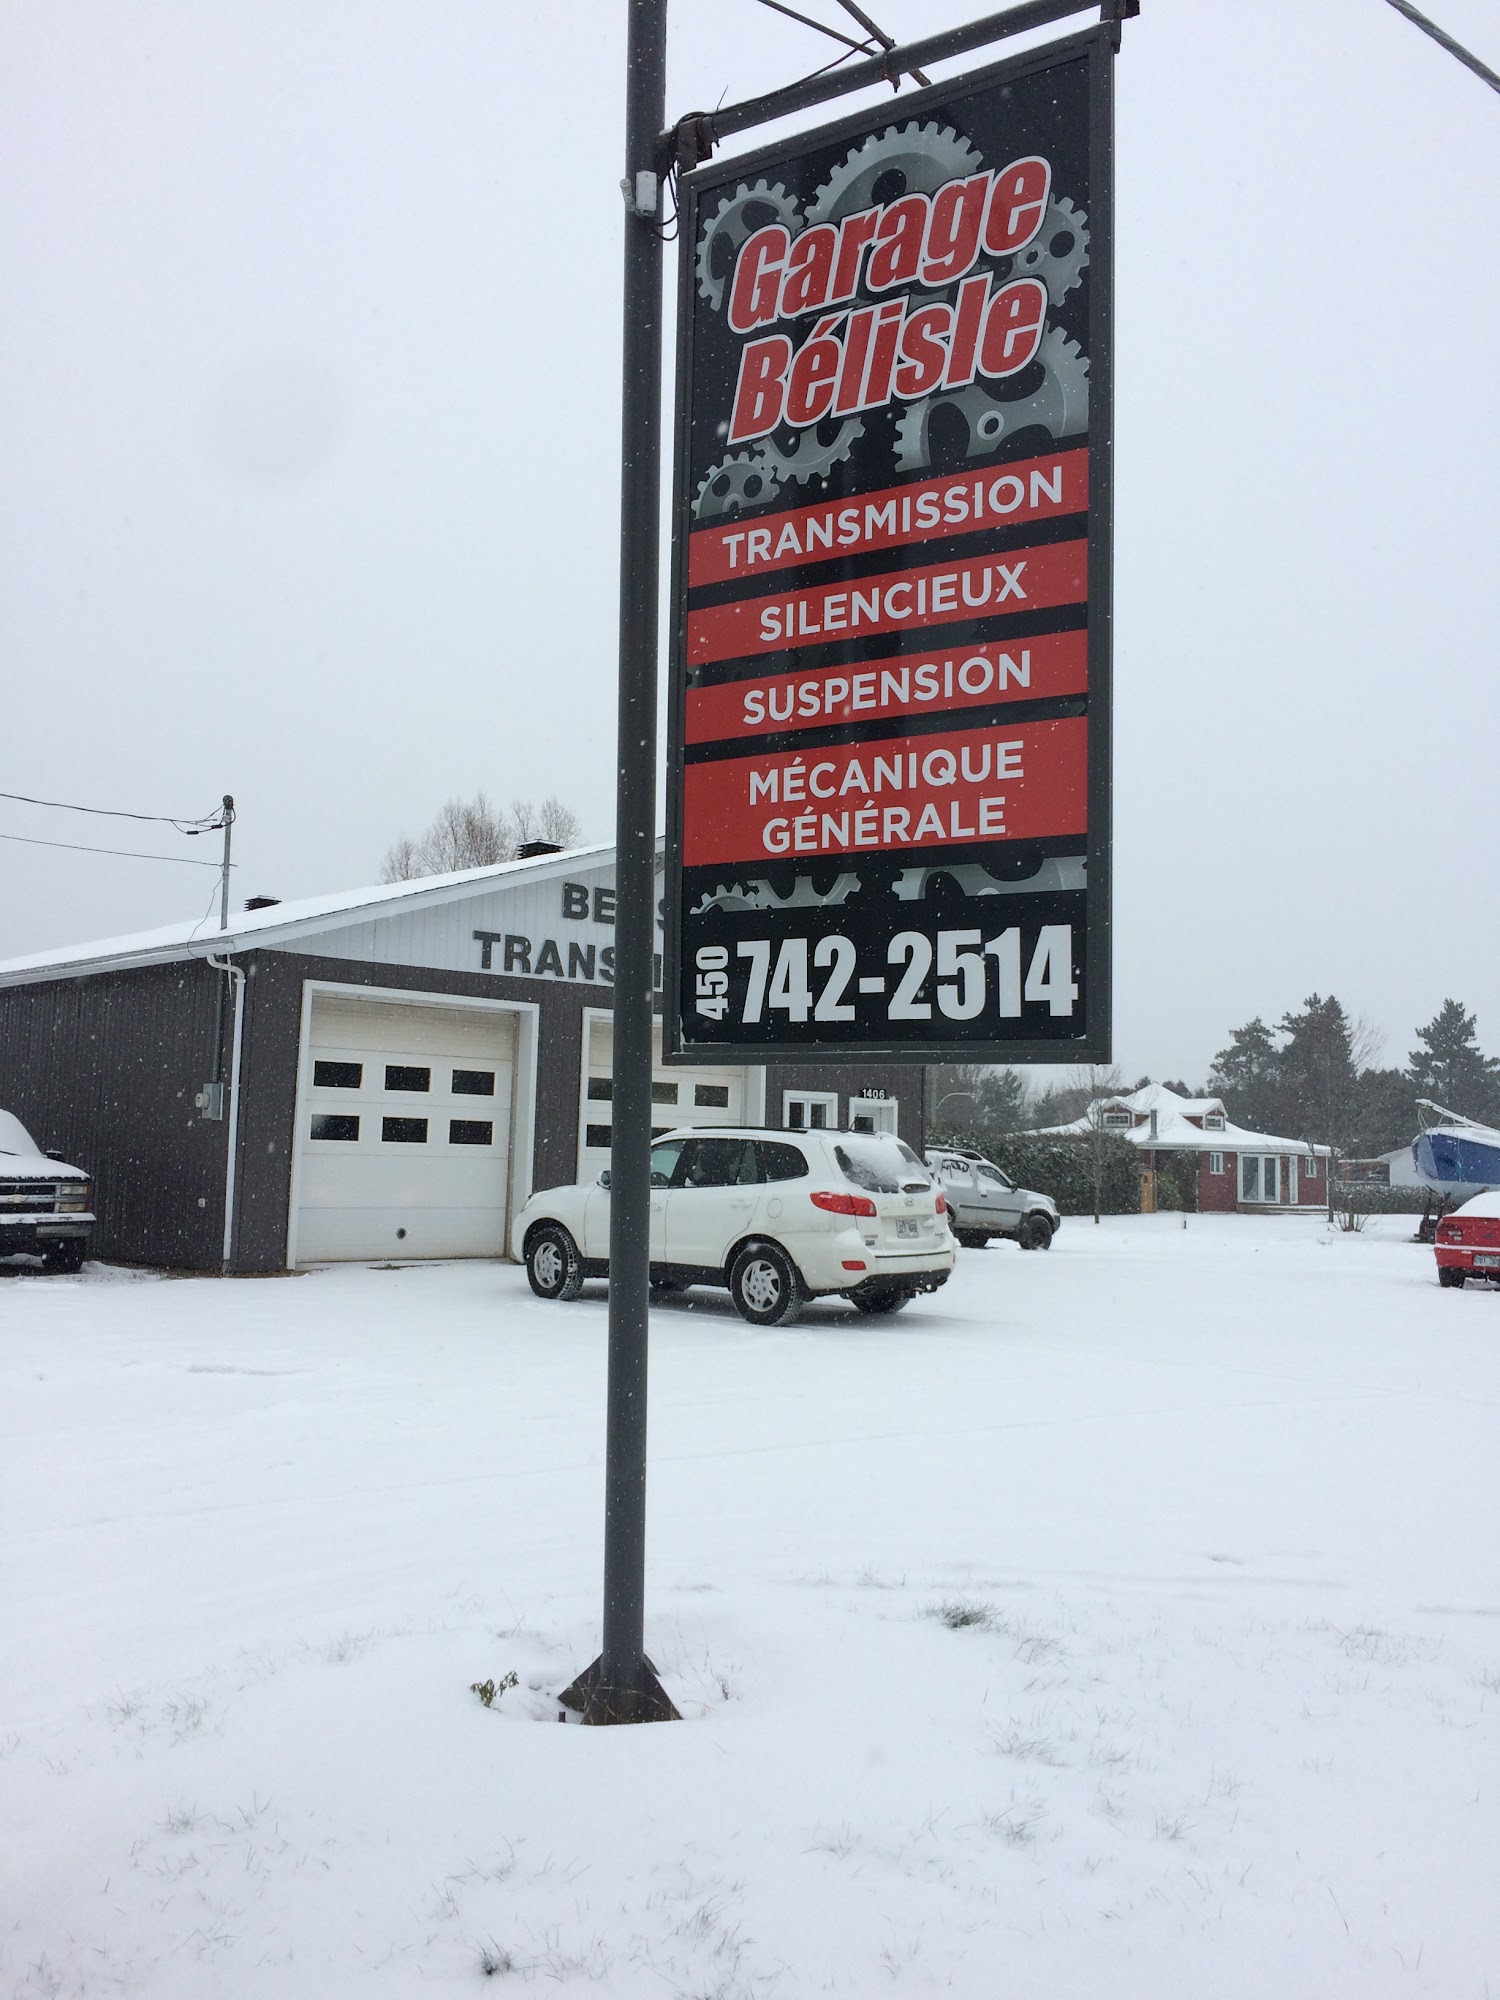 Garage
Bélisle
TRANSMISSION
SILENCIEUX
SUSPENSION
MÉCANIQUE
GÉNÉRALE
450 742-2514
1406